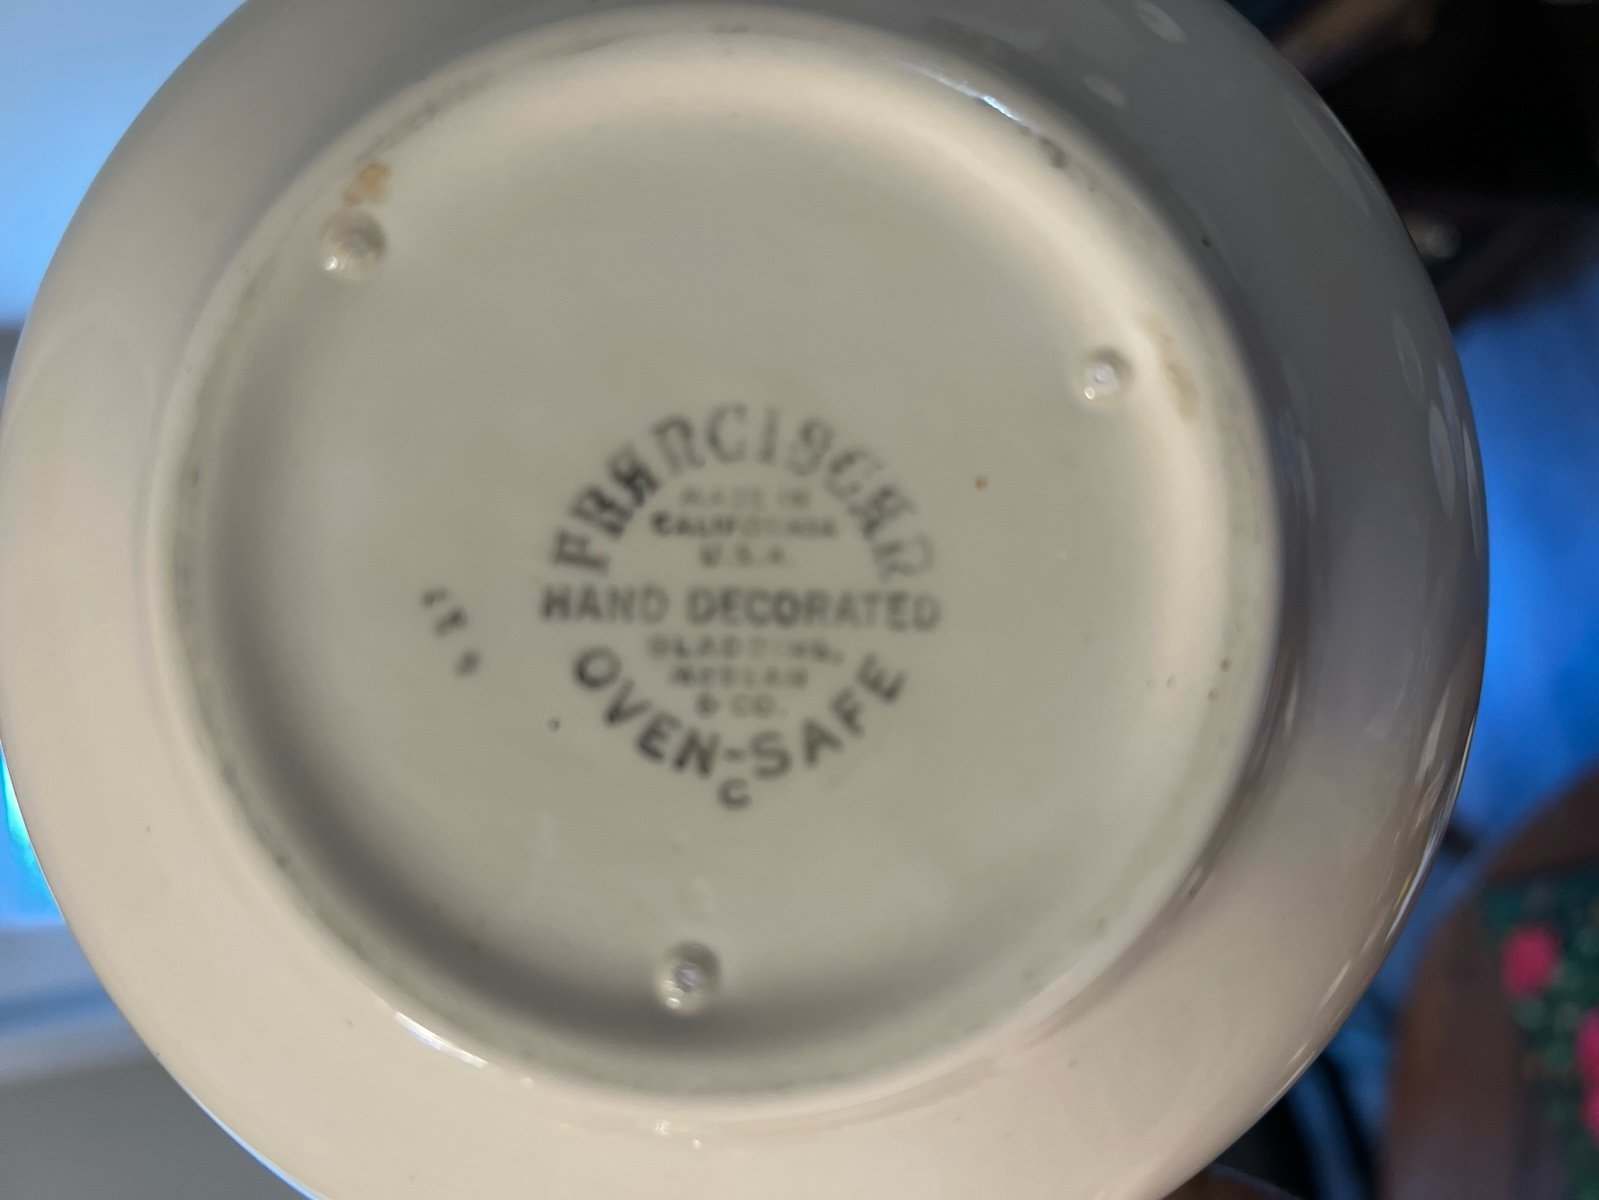 FRANCISCAN
MADE IN
CALIFORNIA
U.S.A.
HAND DECORATED
GLADDING,
McBEAN
& CO.
OVEN-SAFE
C